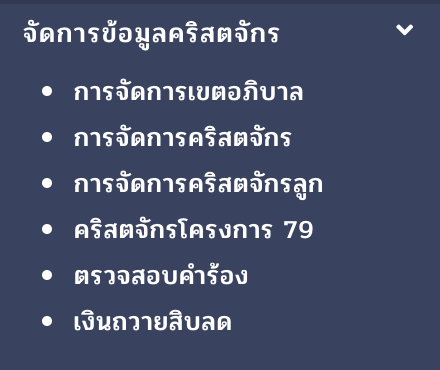 จัดการข้อมูลคริสตจักร
การจัดการเขตอภิบาล
การจัดการคริสตจักร
การจัดการคริสตจักรลูก
คริสตจักรโครงการ 79
ตรวจสอบคำร้อง
เงินถวายสิบลด